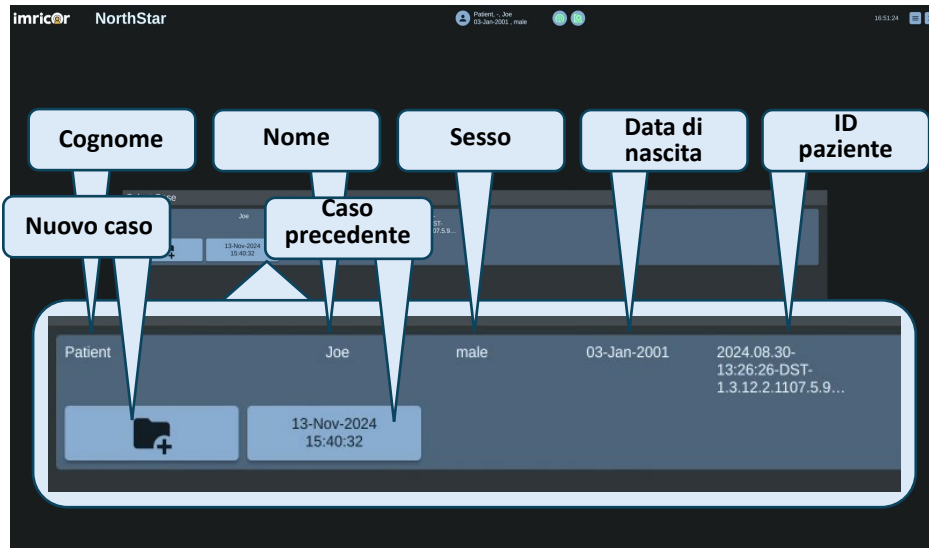 imricor NorthStar
Patient, -, Joe
03-Jan-2001 , male
16:51:24
Cognome
Nome
Sesso
Data di
nascita
ID
paziente
Joe
13-Nov-2024
15:40:32
Nuovo caso
Caso
precedente
Patient
Joe
male
03-Jan-2001
2024.08.30-
13:26:26-DST-
1.3.12.2.1107.5.9...
13-Nov-2024
15:40:32